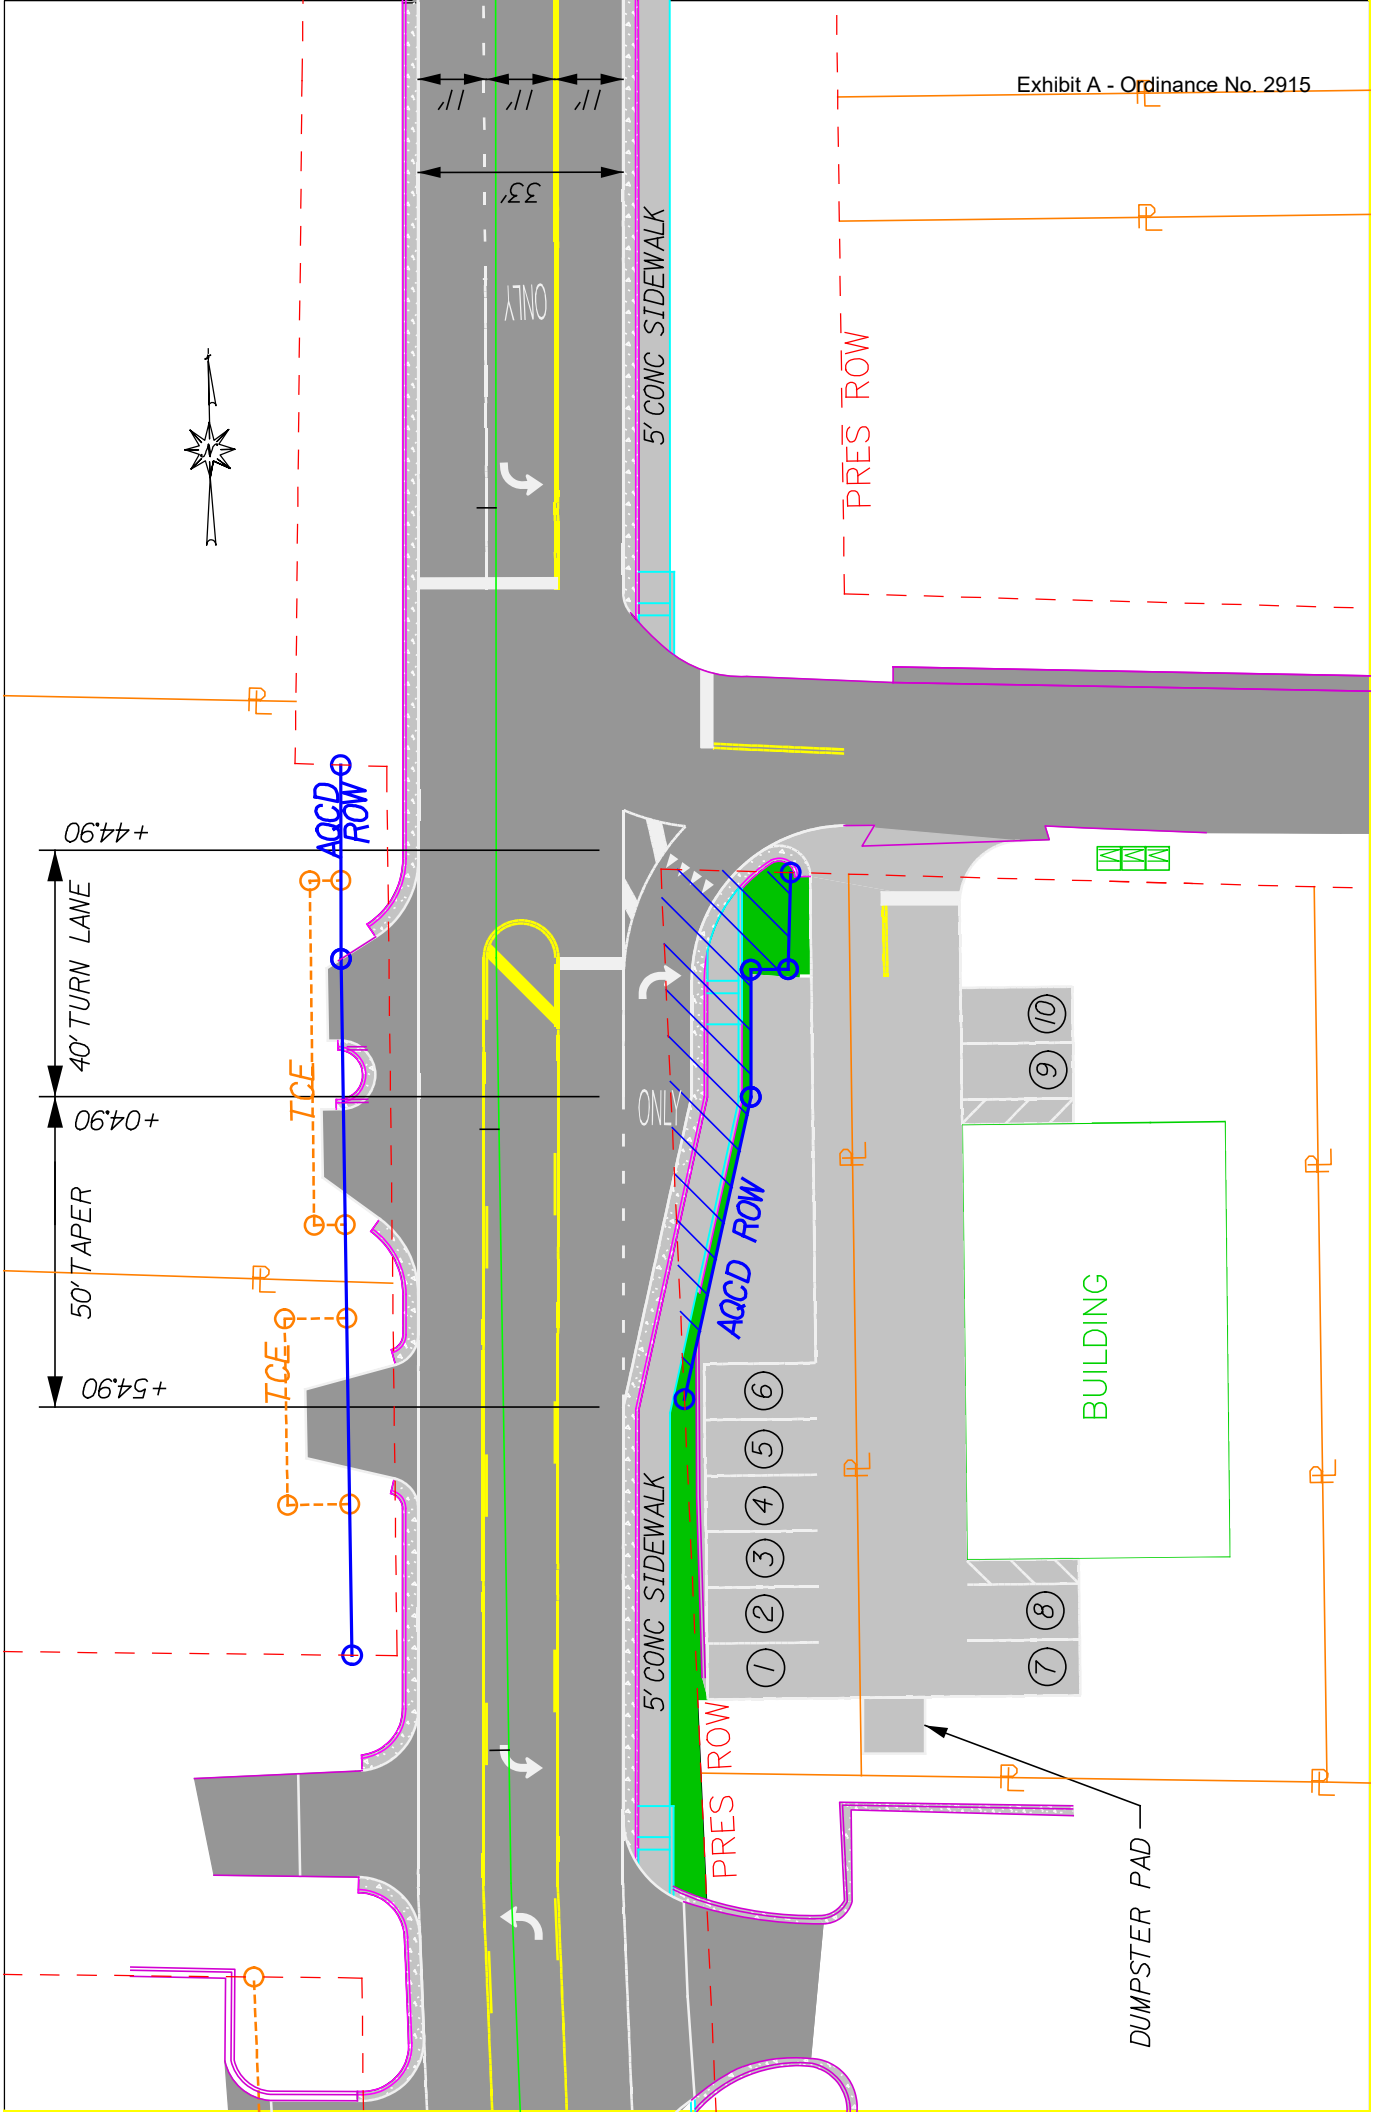 Exhibit A - Ordinance No. 2915
11'
11'
11'
33'
ONLY
5' CONC SIDEWALK
PRES ROW
PL
PL
PL
AQCD
ROW
+44.90
40' TURN LANE
+04.90
50' TAPER
+54.90
TCE
TCE
PL
ONLY
AQCD ROW
PL
PL
PL
PL
10
9
6
5
4
3
2
1
8
7
BUILDING
5' CONC SIDEWALK
PRES ROW
PL
PL
DUMPSTER PAD